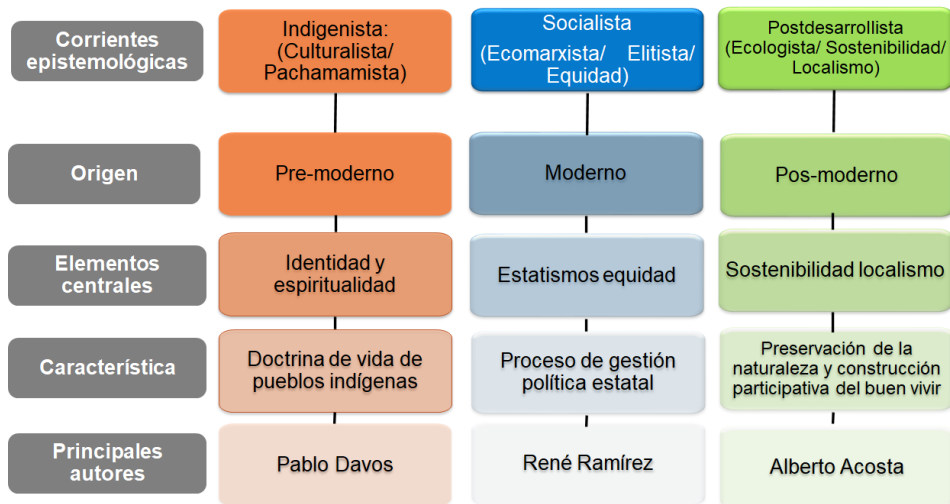 Corrientes
epistemológicas
Indigenista:
(Culturalista/
Pachamamista)
Socialista
(Ecomarxista/ Elitista/
Equidad)
Postdesarrollista
(Ecologista/ Sostenibilidad/
Localismo)
Origen
Pre-moderno
Moderno
Pos-moderno
Elementos
centrales
Identidad y
espiritualidad
Estatismos equidad
Sostenibilidad localismo
Característica
Doctrina de vida de
pueblos indígenas
Proceso de gestión
política estatal
Preservación de la
naturaleza y construcción
participativa del buen vivir
Principales
autores
Pablo Davos
René Ramírez
Alberto Acosta